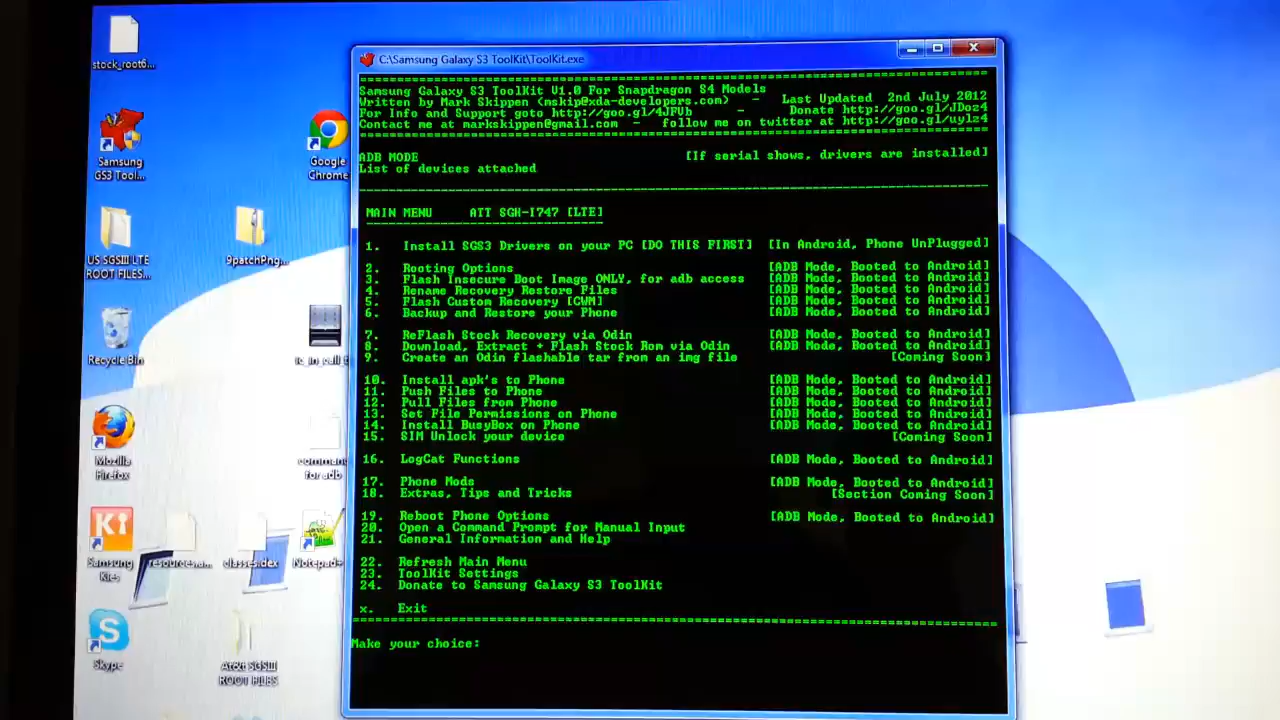 stock_root6...
Samsung
GS3 Tool...
Google
Chrome
US SGSIII LTE
ROOT FILES...
9patchPng...
Recycle Bin
ic_in_call
Mozilla
Firefox
comman
for adb
Samsung
Kies
resources.a...
classes.dex
Notepad+
Skype
At&t SGSIII
ROOT FILES
C:\Samsung Galaxy S3 ToolKit\ToolKit.exe
Samsung Galaxy S3 ToolKit V1.0 For Snapdragon S4 Models
Written by Mark Skippen (mskip@xda-developers.com) - Last Updated 2nd July 2012
For Info and Support goto http://goo.gl/4JFVb - Donate http://goo.gl/JDoz4
Contact me at markskippen@gmail.com - follow me on twitter at http://goo.gl/uylz4
ADB MODE [If serial shows, drivers are installed]
List of devices attached
MAIN MENU ATT SGH-I747 [LTE]
1. Install SGS3 Drivers on your PC [DO THIS FIRST] [In Android, Phone UnPlugged]
2. Rooting Options [ADB Mode, Booted to Android]
3. Flash Insecure Boot Image ONLY, for adb access [ADB Mode, Booted to Android]
4. Rename Recovery Restore Files [ADB Mode, Booted to Android]
5. Flash Custom Recovery [CWM] [ADB Mode, Booted to Android]
6. Backup and Restore your Phone [ADB Mode, Booted to Android]
7. ReFlash Stock Recovery via Odin [ADB Mode, Booted to Android]
8. Download, Extract + Flash Stock Rom via Odin [ADB Mode, Booted to Android]
9. Create an Odin flashable tar from an img file [Coming Soon]
10. Install apk's to Phone [ADB Mode, Booted to Android]
11. Push Files to Phone [ADB Mode, Booted to Android]
12. Pull Files from Phone [ADB Mode, Booted to Android]
13. Set File Permissions on Phone [ADB Mode, Booted to Android]
14. Install BusyBox on Phone [ADB Mode, Booted to Android]
15. SIM Unlock your device [Coming Soon]
16. LogCat Functions [ADB Mode, Booted to Android]
17. Phone Mods [ADB Mode, Booted to Android]
18. Extras, Tips and Tricks [Section Coming Soon]
19. Reboot Phone Options [ADB Mode, Booted to Android]
20. Open a Command Prompt for Manual Input
21. General Information and Help
22. Refresh Main Menu
23. ToolKit Settings
24. Donate to Samsung Galaxy S3 ToolKit
x. Exit
Make your choice: